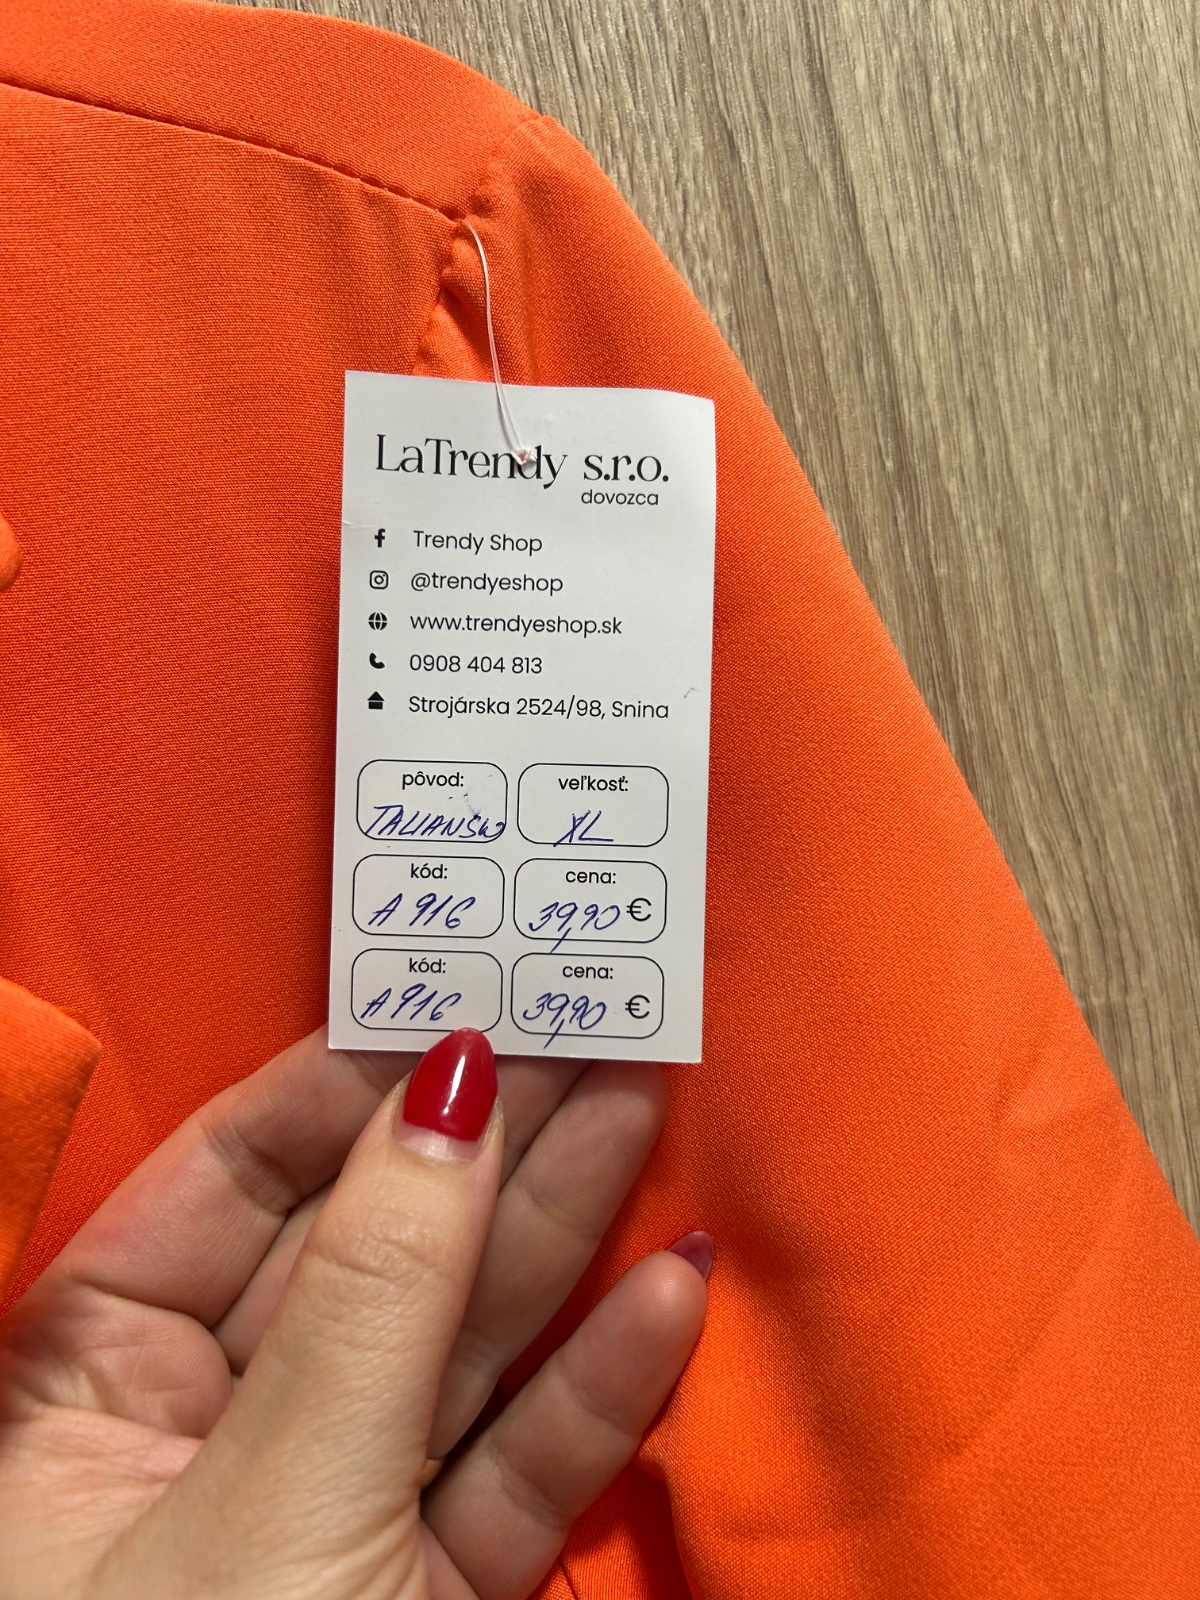 LaTrendy s.r.o.
dovozca
Trendy Shop
@trendyeshop
www.trendyeshop.sk
0908 404 813
Strojárska 2524/98, Snina
pôvod: veľkosť:
TALIANSKO XL
kód: cena:
A 916 39,90 €
kód: cena:
A 916 39,90 €